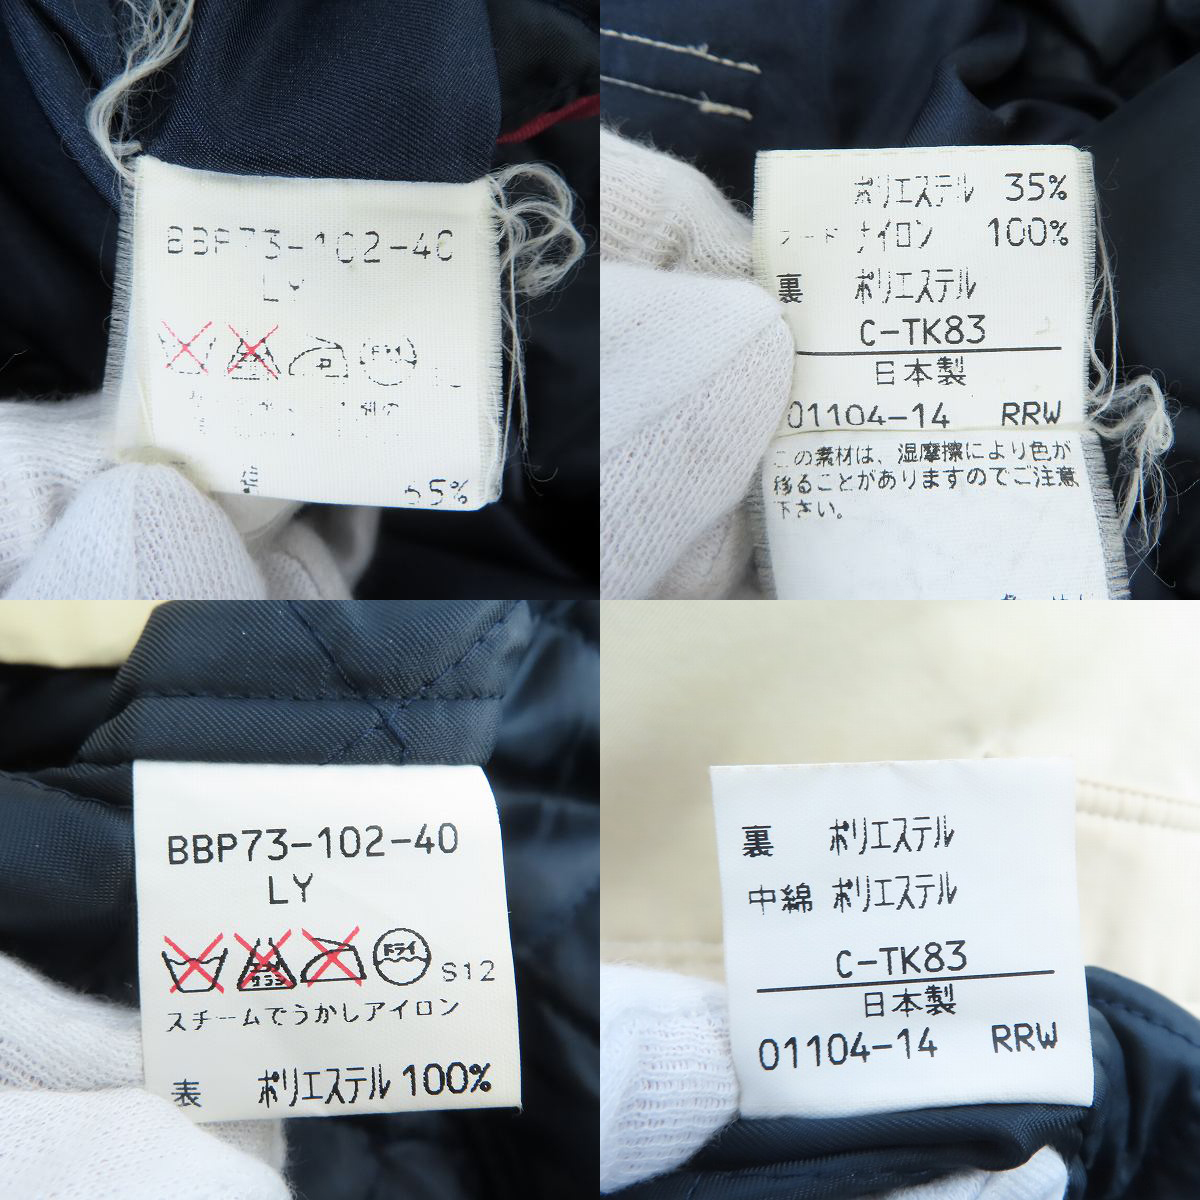 BBP73-102-40
LY
ポリエステル 35%
フード ナイロン 100%
裏 ポリエステル
C-TK83
日本製
01104-14 RRW
この素材は、湿摩擦により色が
移ることがありますのでご注意
下さい。
BBP73-102-40
LY
ドライ S12
スチームでうかしアイロン
表 ポリエステル 100%
裏 ポリエステル
中綿 ポリエステル
C-TK83
日本製
01104-14 RRW